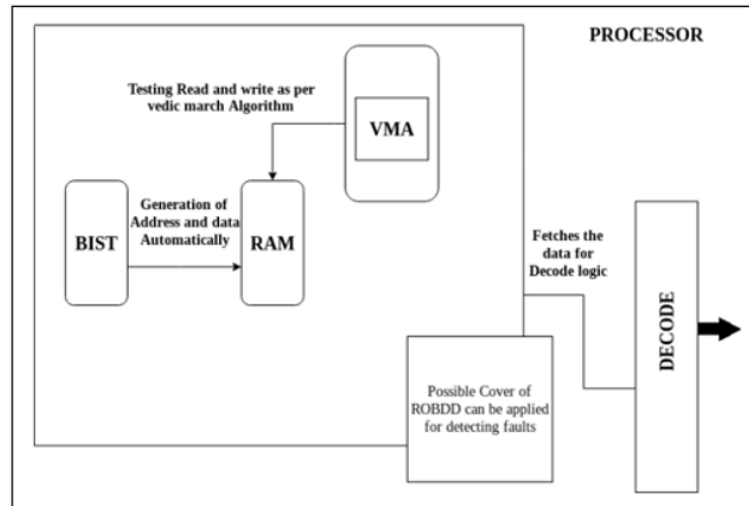 PROCESSOR
Testing Read and write as per
vedic march Algorithm
VMA
BIST
Generation of
Address and data
Automatically
RAM
Fetches the
data for
Decode logic
DECODE
Possible Cover of
ROBDD can be applied
for detecting faults